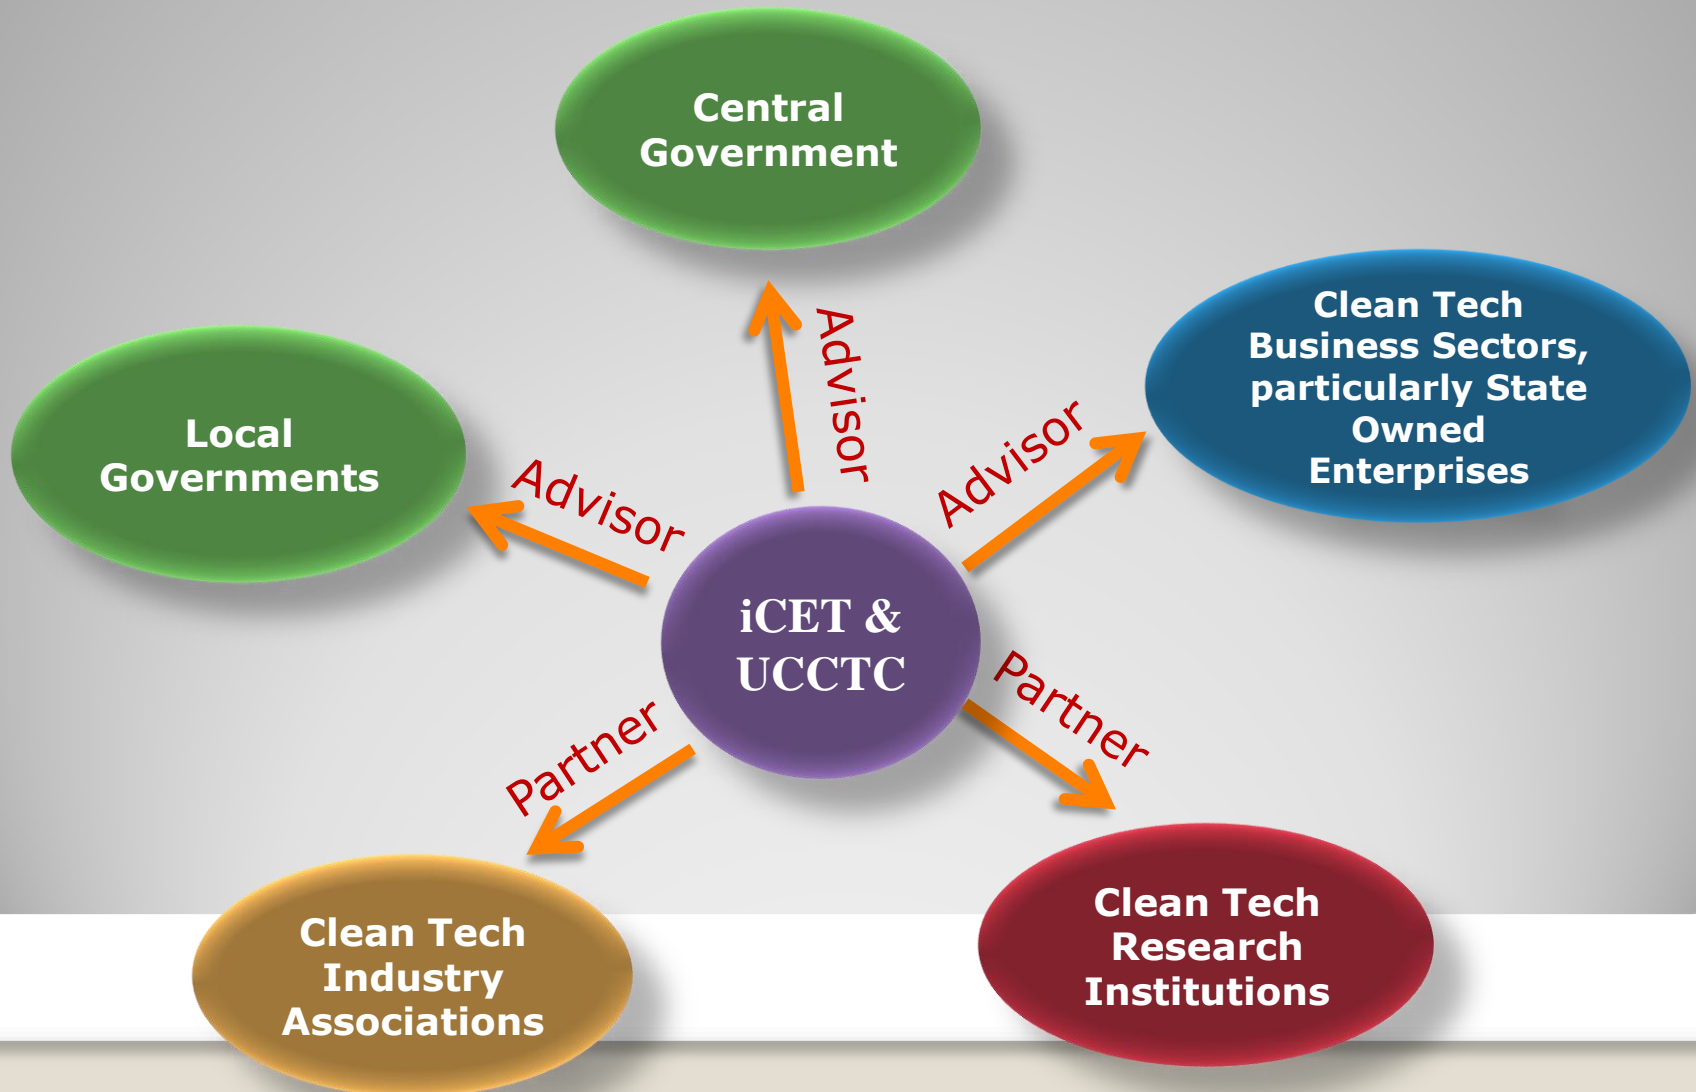 Central
Government
Clean Tech
Business Sectors,
particularly State
Owned
Enterprises
Local
Governments
Advisor
Advisor
Advisor
iCET &
UCCTC
Partner
Partner
Clean Tech
Industry
Associations
Clean Tech
Research
Institutions